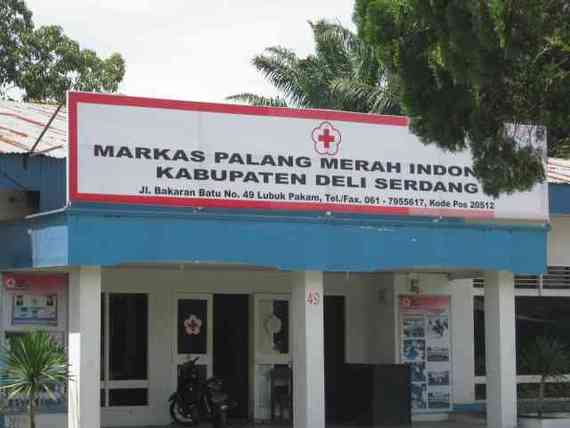 MARKAS PALANG MERAH INDON
KABUPATEN DELI SERDANG
Jl. Bakaran Batu No. 49 Lubuk Pakam, Tel./Fax. 061 - 7955617, Kode Pos 20512
49